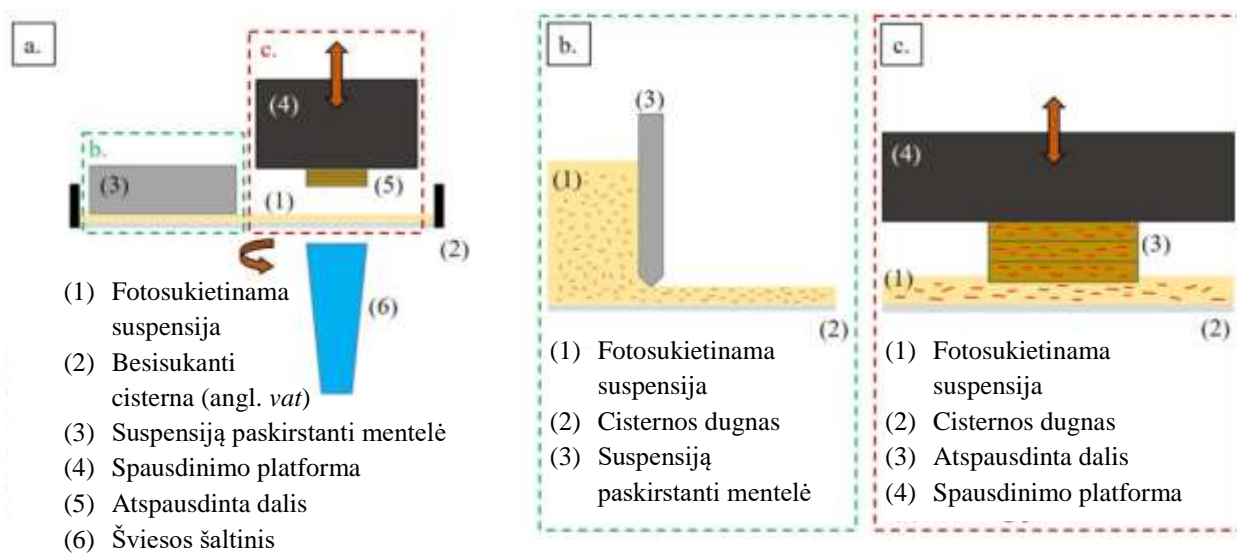 a.
c.
(4)
b.
(3)
(5)
(1)
(2)
(6)
(1) Fotosukietinama
suspensija
(2) Besisukanti
cisterna (angl. vat)
(3) Suspensiją paskirstanti mentelė
(4) Spausdinimo platforma
(5) Atspausdinta dalis
(6) Šviesos šaltinis
b.
(3)
(1)
(2)
(1) Fotosukietinama
suspensija
(2) Cisternos dugnas
(3) Suspensiją
paskirstanti mentelė
c.
(4)
(3)
(1)
(2)
(1) Fotosukietinama
suspensija
(2) Cisternos dugnas
(3) Atspausdinta dalis
(4) Spausdinimo platforma